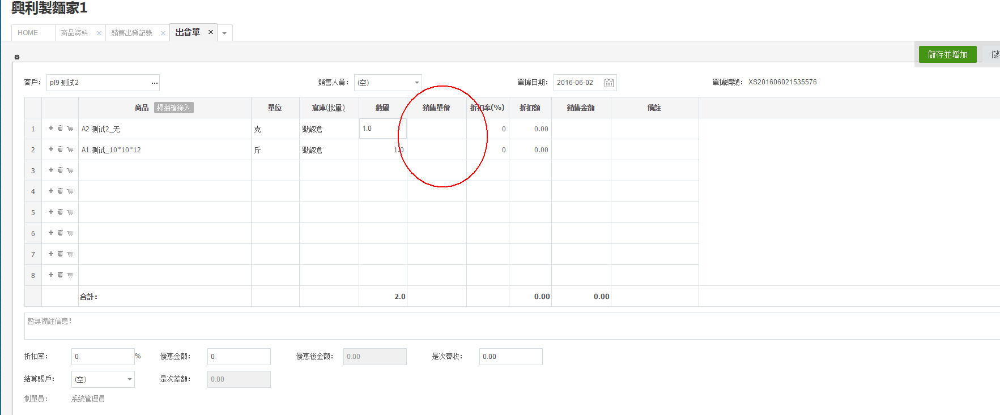 興利製麵家1
HOME 商品資料 × 銷售出貨記錄 × 出貨單 ×
儲存並增加
客戶： pl9 测试2 ... 銷售人員： (空) 單據日期： 2016-06-02 單據編號： XS201606021535576
商品 掃描槍錄入 單位 倉庫(批量) 數量 銷售單價 折扣率(%) 折扣額 銷售金額 備註
1 A2 测试2_无 克 默認倉 1.0 0 0.00
2 A1 测试_10*10*12 斤 默認倉 1.0 0 0.00
3
4
5
6
7
8
合計： 2.0 0.00 0.00
暫無備註信息!
折扣率： 0 % 優惠金額： 0 優惠後金額： 0.00 是次實收： 0.00
結算賬戶： (空) 是次差額： 0.00
制單員： 系統管理員